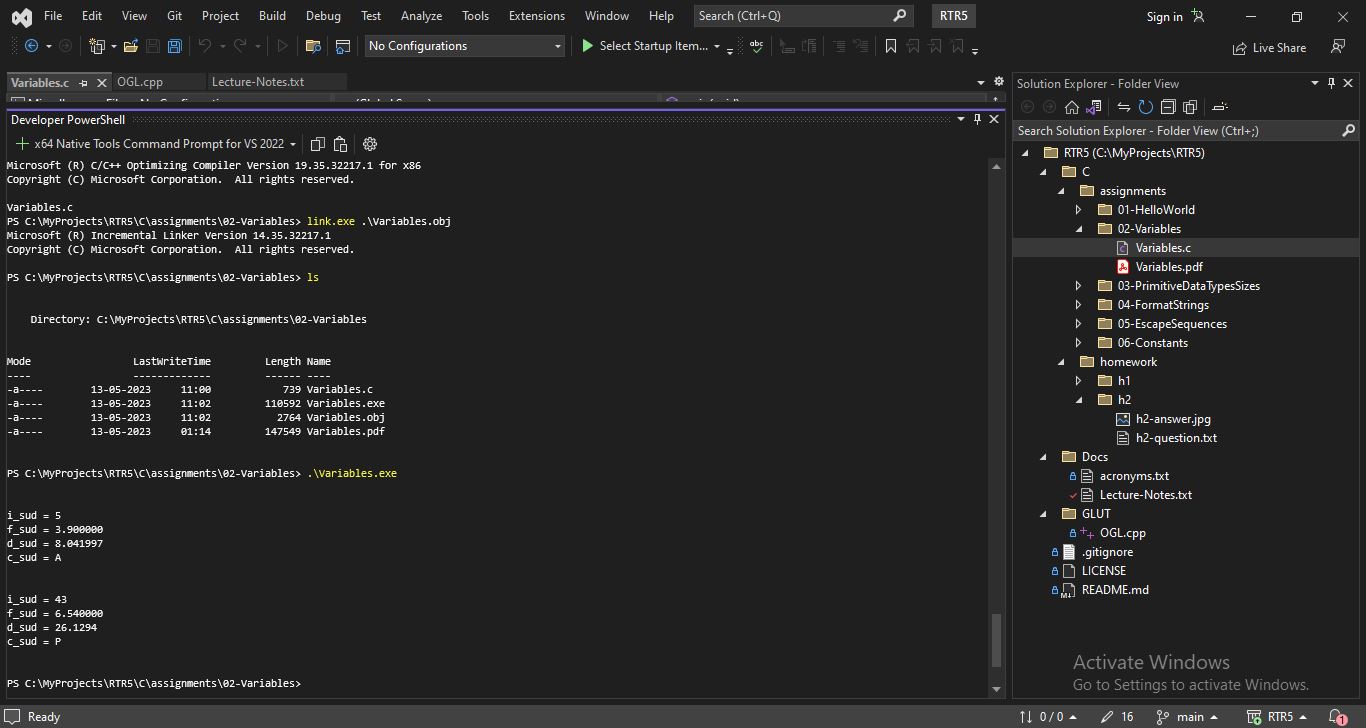 File Edit View Git Project Build Debug Test Analyze Tools Extensions Window Help Search (Ctrl+Q) RTR5 Sign in
No Configurations Select Startup Item... abc Live Share
Variables.c OGL.cpp Lecture-Notes.txt
Developer PowerShell
x64 Native Tools Command Prompt for VS 2022
Microsoft (R) C/C++ Optimizing Compiler Version 19.35.32217.1 for x86
Copyright (C) Microsoft Corporation.  All rights reserved.
Variables.c
PS C:\MyProjects\RTR5\C\assignments\02-Variables> link.exe .\Variables.obj
Microsoft (R) Incremental Linker Version 14.35.32217.1
Copyright (C) Microsoft Corporation.  All rights reserved.
PS C:\MyProjects\RTR5\C\assignments\02-Variables> ls
Directory: C:\MyProjects\RTR5\C\assignments\02-Variables
Mode LastWriteTime Length Name
---- ------------- ------ ----
-a---- 13-05-2023 11:00 739 Variables.c
-a---- 13-05-2023 11:02 110592 Variables.exe
-a---- 13-05-2023 11:02 2764 Variables.obj
-a---- 13-05-2023 01:14 147549 Variables.pdf
PS C:\MyProjects\RTR5\C\assignments\02-Variables> .\Variables.exe
i_sud = 5
f_sud = 3.900000
d_sud = 8.041997
c_sud = A
i_sud = 43
f_sud = 6.540000
d_sud = 26.1294
c_sud = P
PS C:\MyProjects\RTR5\C\assignments\02-Variables>
Solution Explorer - Folder View
Search Solution Explorer - Folder View (Ctrl+;)
RTR5 (C:\MyProjects\RTR5)
C
assignments
01-HelloWorld
02-Variables
Variables.c
Variables.pdf
03-PrimitiveDataTypesSizes
04-FormatStrings
05-EscapeSequences
06-Constants
homework
h1
h2
h2-answer.jpg
h2-question.txt
Docs
acronyms.txt
Lecture-Notes.txt
GLUT
OGL.cpp
.gitignore
LICENSE
README.md
Activate Windows
Go to Settings to activate Windows.
Ready 0 / 0 16 main RTR5 1